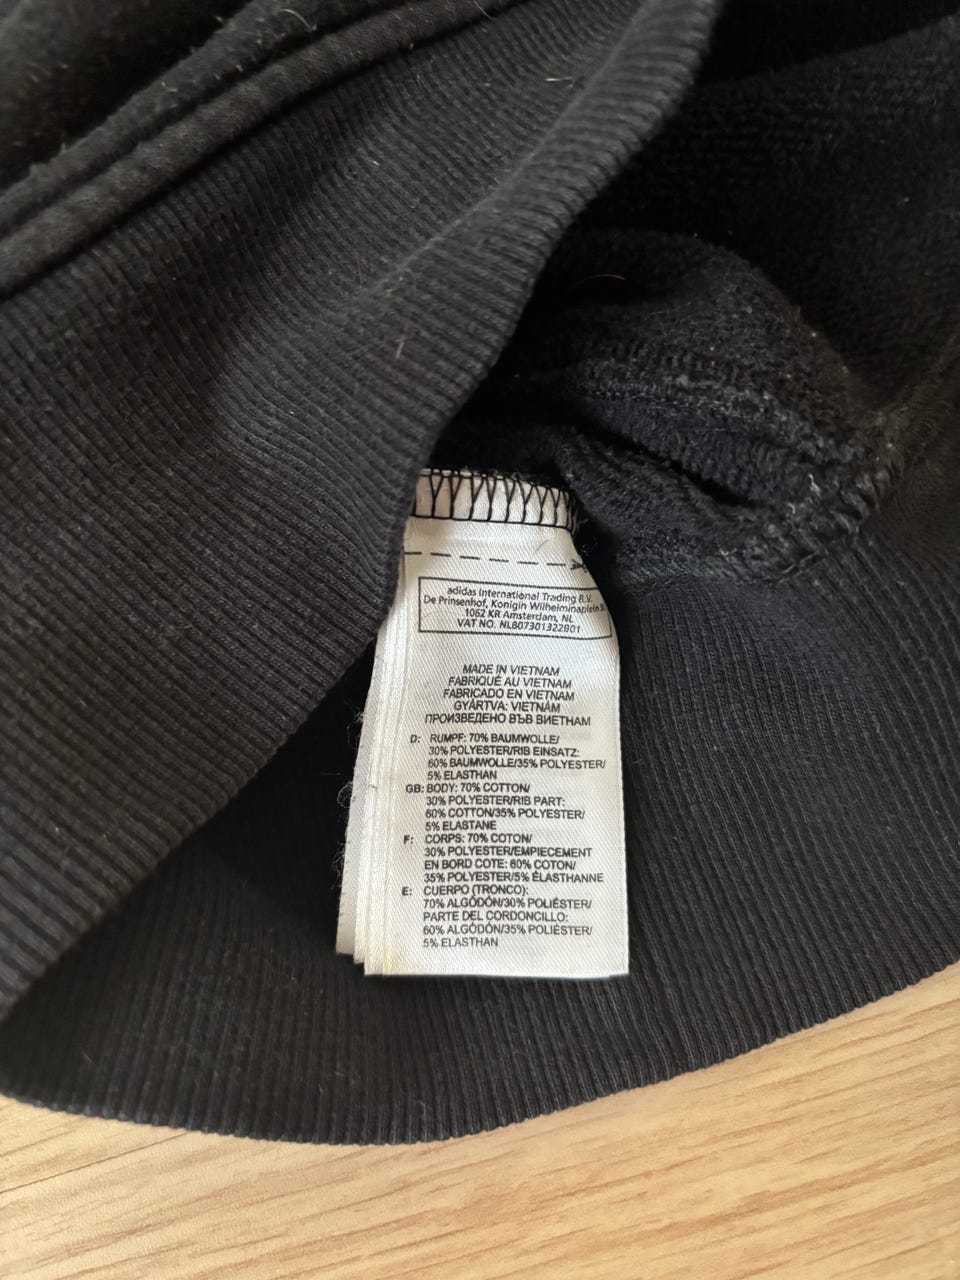 adidas International Trading B.V.
De Prinsenhof, Konigin Wilhelminaplein
1062 KR Amsterdam, NL
VAT NO. NL807301322B01
MADE IN VIETNAM
FABRIQUÉ AU VIETNAM
FABRICADO EN VIETNAM
GYÁRTVA: VIETNÁM
ПРОИЗВЕДЕНО ВЪВ ВИЕТНАМ
D: RUMPF: 70% BAUMWOLLE/
30% POLYESTER/RIB EINSATZ:
60% BAUMWOLLE/35% POLYESTER/
5% ELASTHAN
GB: BODY: 70% COTTON/
30% POLYESTER/RIB PART:
60% COTTON/35% POLYESTER/
5% ELASTANE
F: CORPS: 70% COTON/
30% POLYESTER/EMPIECEMENT
EN BORD COTE: 60% COTON/
35% POLYESTER/5% ÉLASTHANNE
E: CUERPO (TRONCO):
70% ALGODÓN/30% POLIÉSTER/
PARTE DEL CORDONCILLO:
60% ALGODÓN/35% POLIÉSTER/
5% ELASTHAN